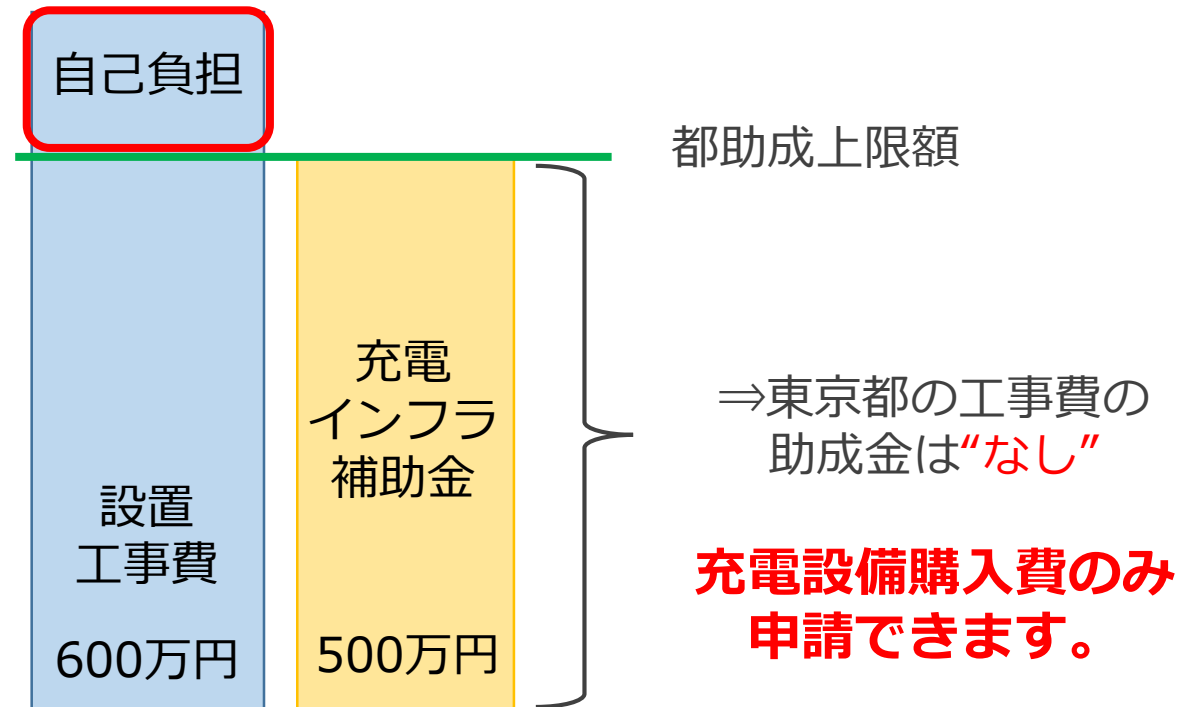 自己負担
都助成上限額
充電
インフラ
補助金
設置
工事費
600万円
500万円
⇒東京都の工事費の
助成金は“なし”
充電設備購入費のみ
申請できます。